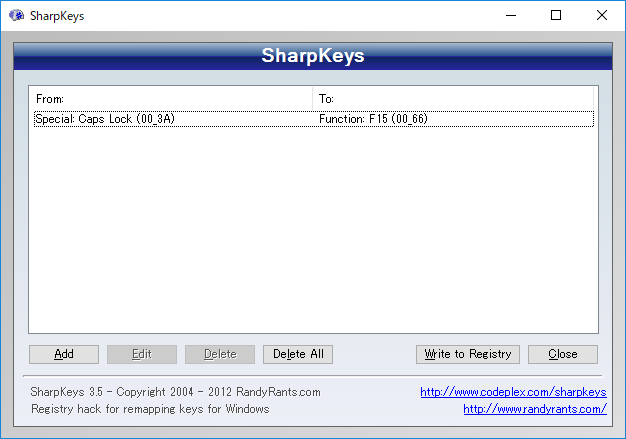 SharpKeys
SharpKeys
From: To:
Special: Caps Lock (00_3A) Function: F15 (00_66)
Add Edit Delete Delete All Write to Registry Close
SharpKeys 3.5 - Copyright 2004 - 2012 RandyRants.com http://www.codeplex.com/sharpkeys
Registry hack for remapping keys for Windows http://www.randyrants.com/